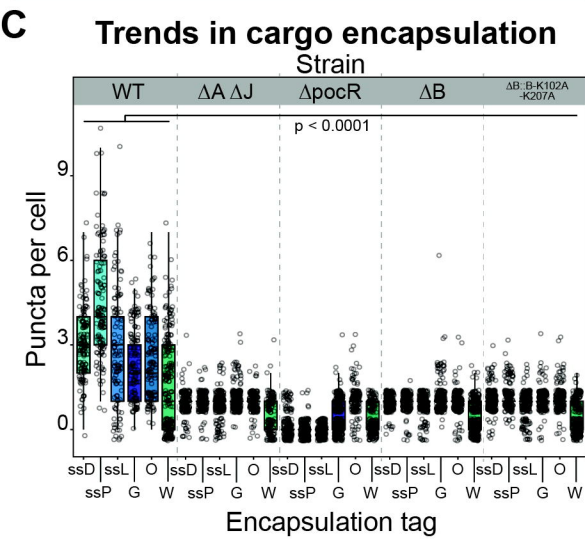 C
Trends in cargo encapsulation
Strain
WT ΔA ΔJ ΔpocR ΔB ΔB::B-K102A
-K207A
p < 0.0001
Puncta per cell
9
6
3
0
ssD ssL O ssD ssL O ssD ssL O ssD ssL O ssD ssL O
ssP G W ssP G W ssP G W ssP G W ssP G W
Encapsulation tag